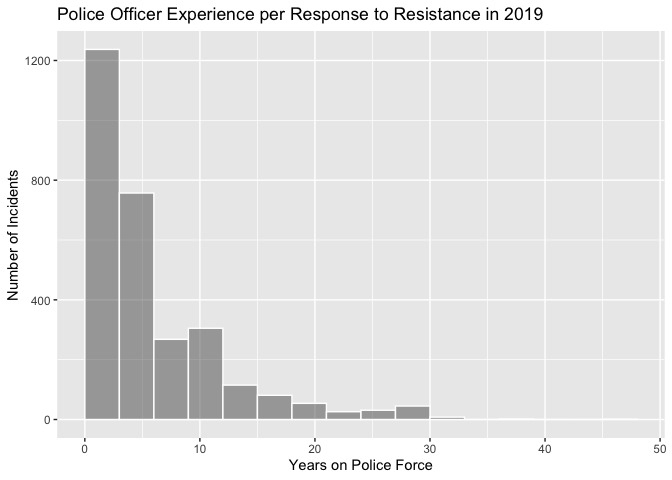 Police Officer Experience per Response to Resistance in 2019
Number of Incidents
1200
800
400
0
0 10 20 30 40 50
Years on Police Force